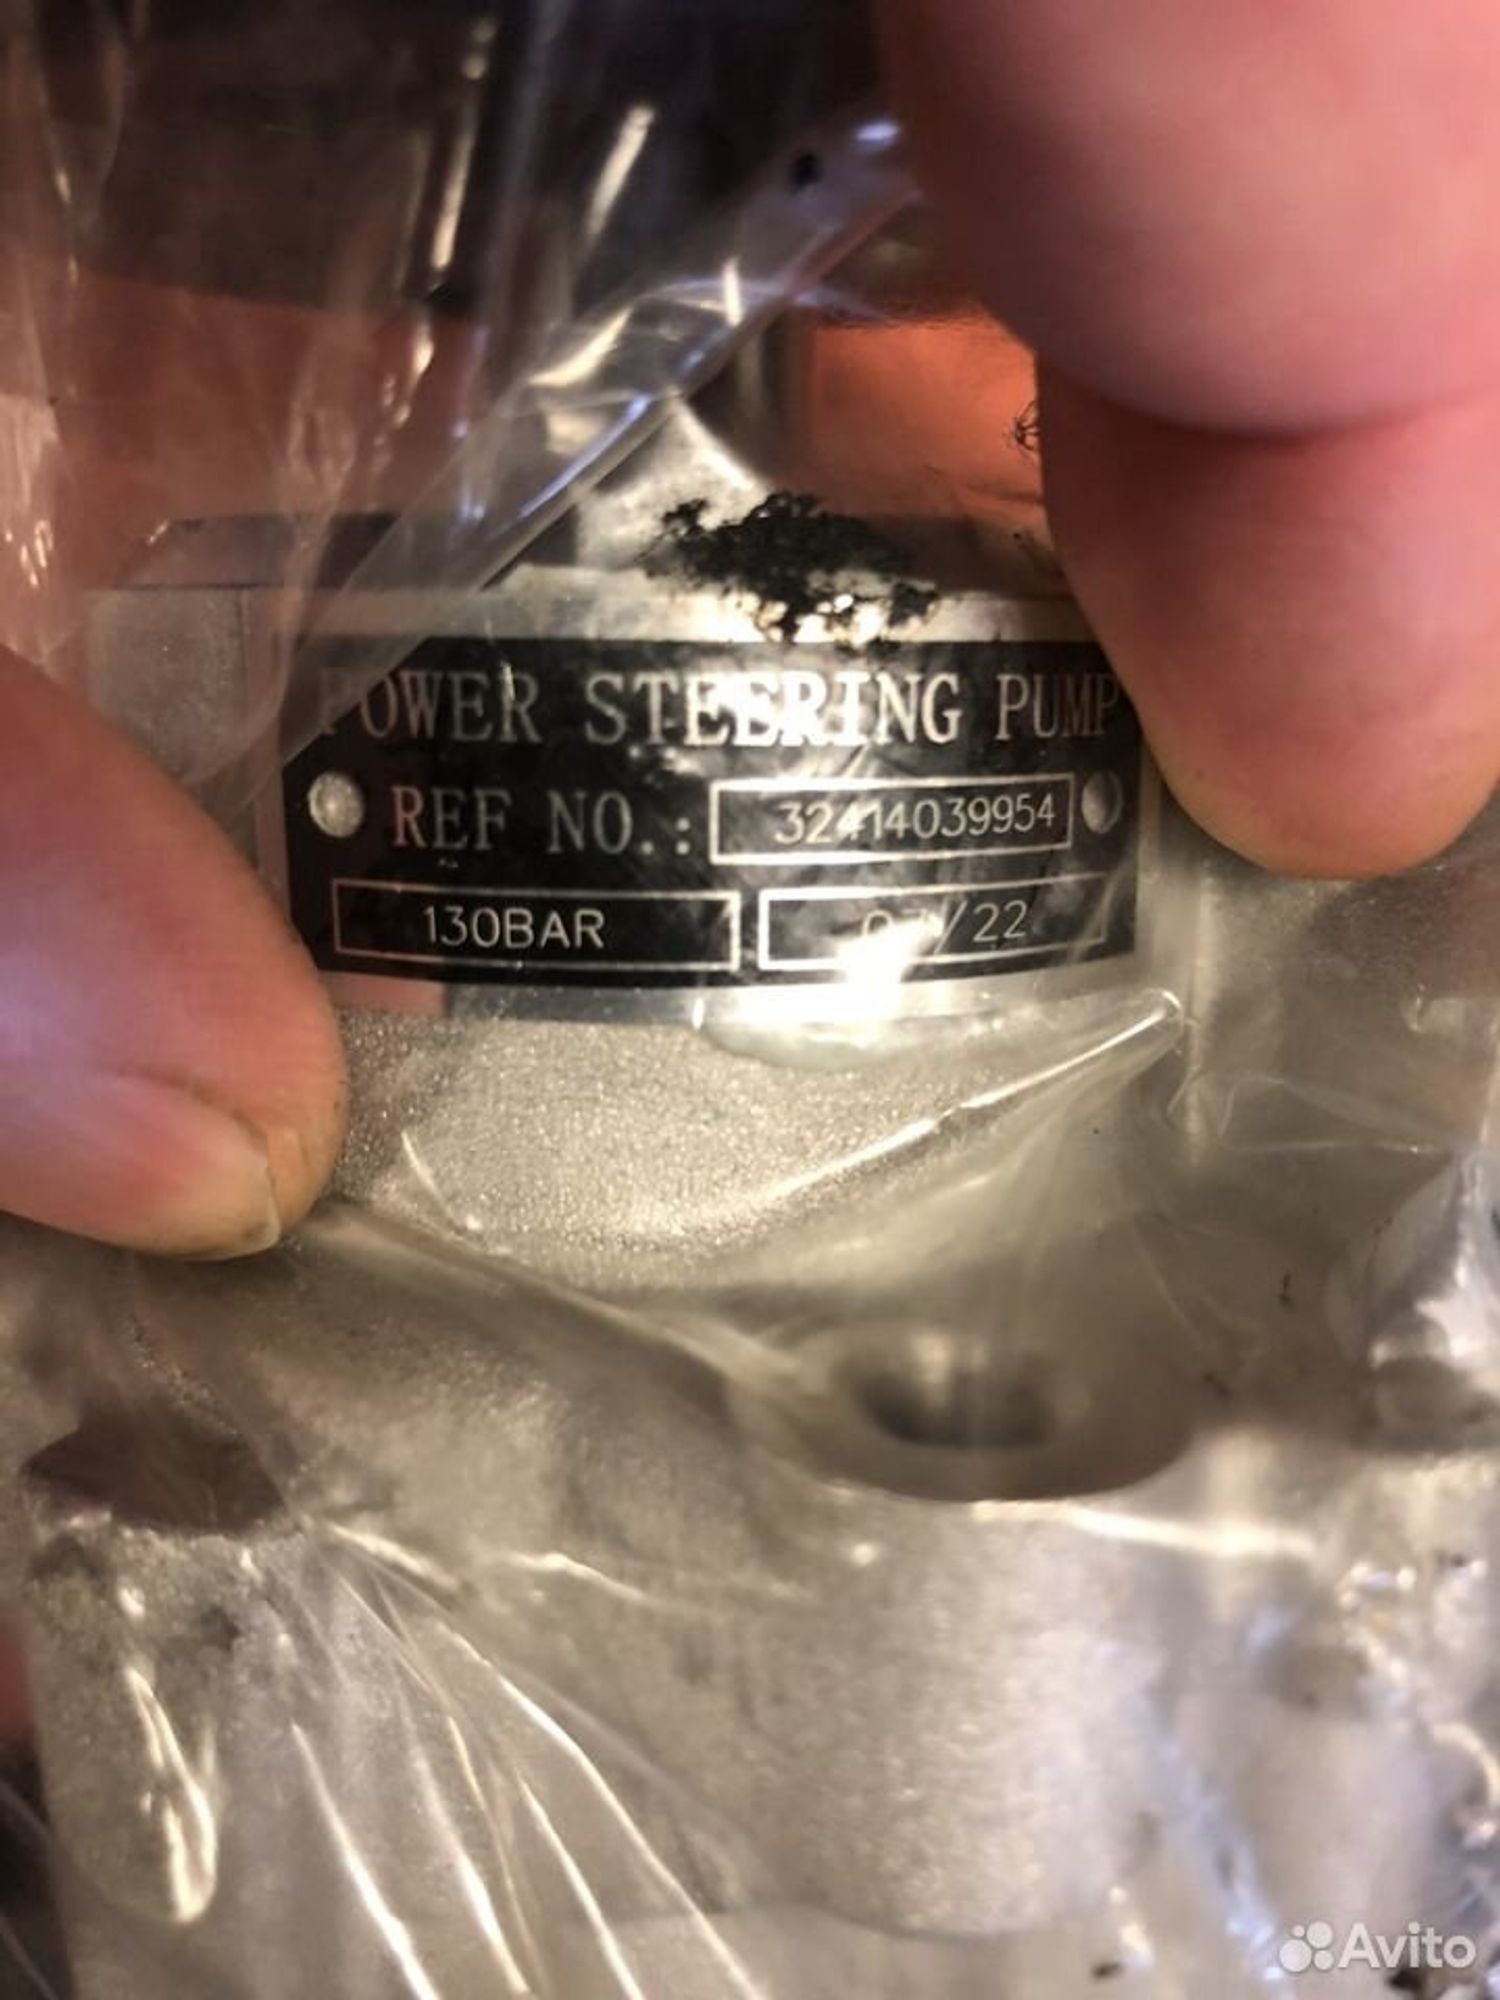 POWER STEERING PUMP
REF NO.: 32414039954
130BAR
Avito